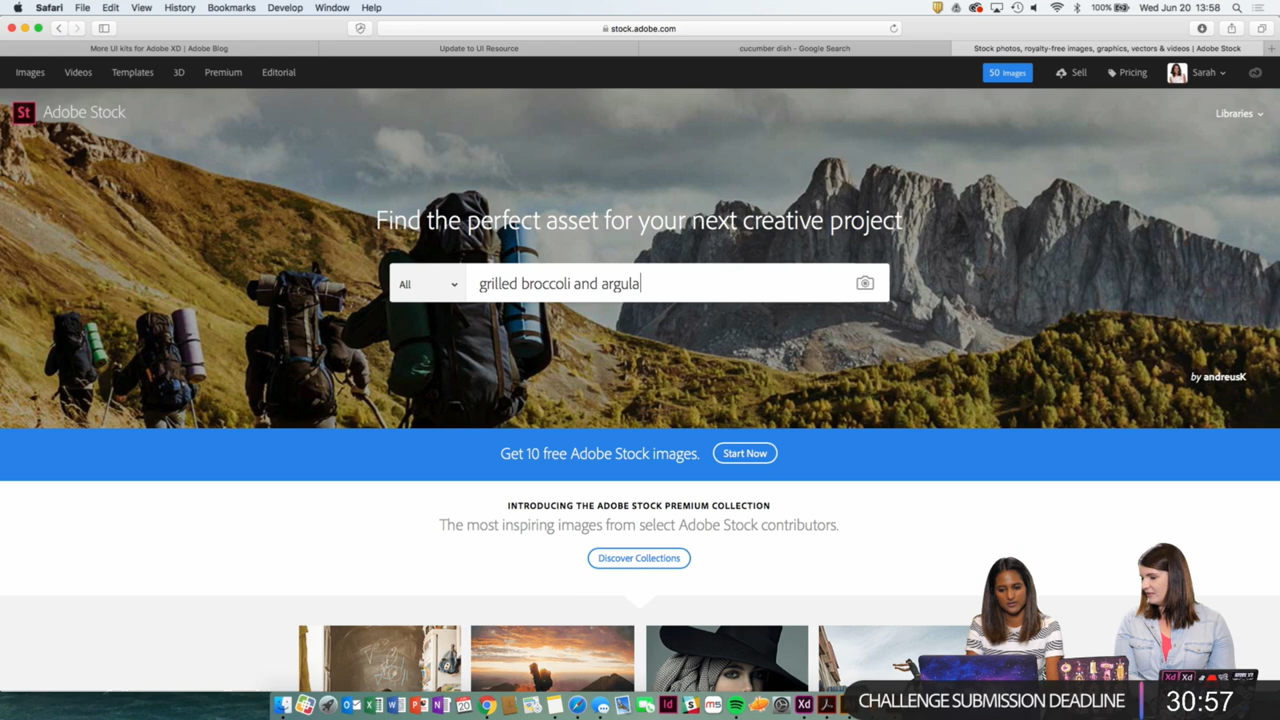 Safari File Edit View History Bookmarks Develop Window Help
100% Wed Jun 20 13:58
stock.adobe.com
More UI kits for Adobe XD | Adobe Blog
Update to UI Resource
cucumber dish - Google Search
Stock photos, royalty-free images, graphics, vectors & videos | Adobe Stock
Images Videos Templates 3D Premium Editorial
50 Images Sell Pricing Sarah
St Adobe Stock
Libraries
Find the perfect asset for your next creative project
All grilled broccoli and argula
by andreusK
Get 10 free Adobe Stock images. Start Now
INTRODUCING THE ADOBE STOCK PREMIUM COLLECTION
The most inspiring images from select Adobe Stock contributors.
Discover Collections
CHALLENGE SUBMISSION DEADLINE 30:57